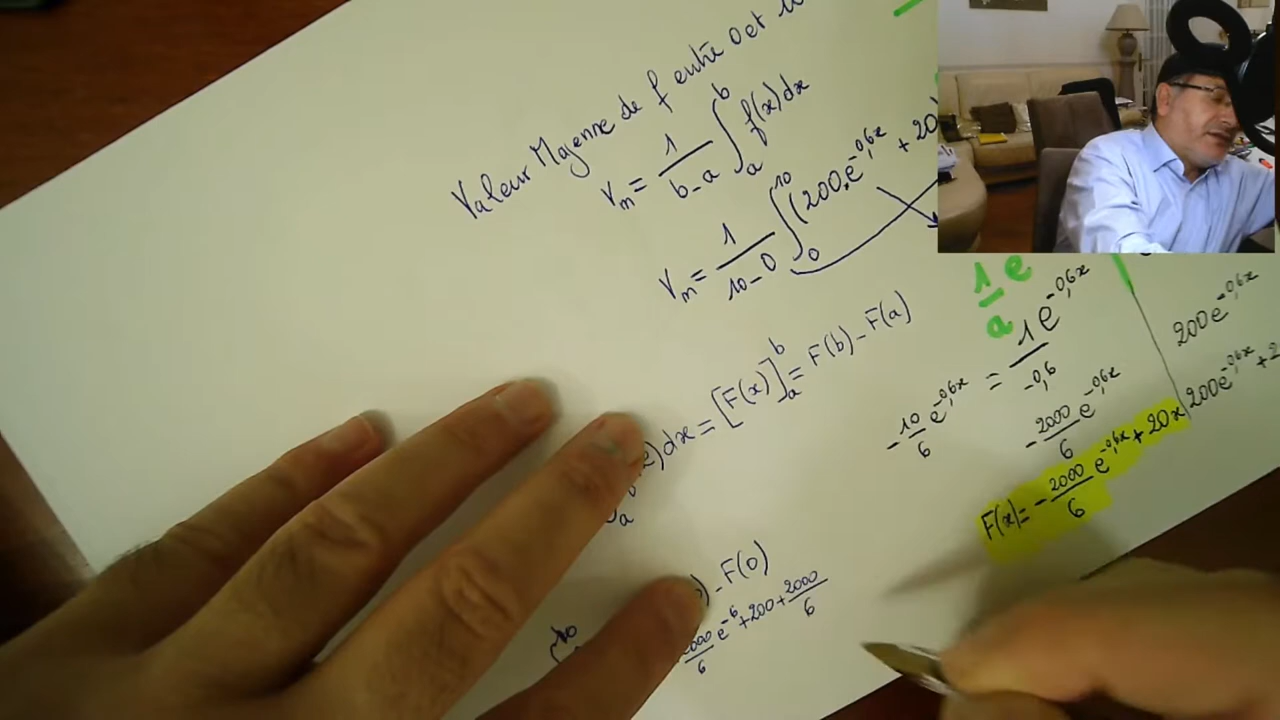 Valeur Moyenne de f entre 0 et
V_m = 1/(b-a) ∫_a^b f(x)dx
V_m = 1/(10-0) ∫_0^10 (200.e^{-0,6x} + 20
)dx = [F(x)]_a^b = F(b) - F(a)
- F(0)
2000/6 e^{-6} + 200 + 2000/6
1/a e
-10/6 e^{-0,6x} = 1/-0,6 e^{-0,6x}
-2000/6 e^{-0,6x}
F(x) = -2000/6 e^{-0,6x} + 20x
200e^{-0,6x}
200e^{-0,6x} + 2